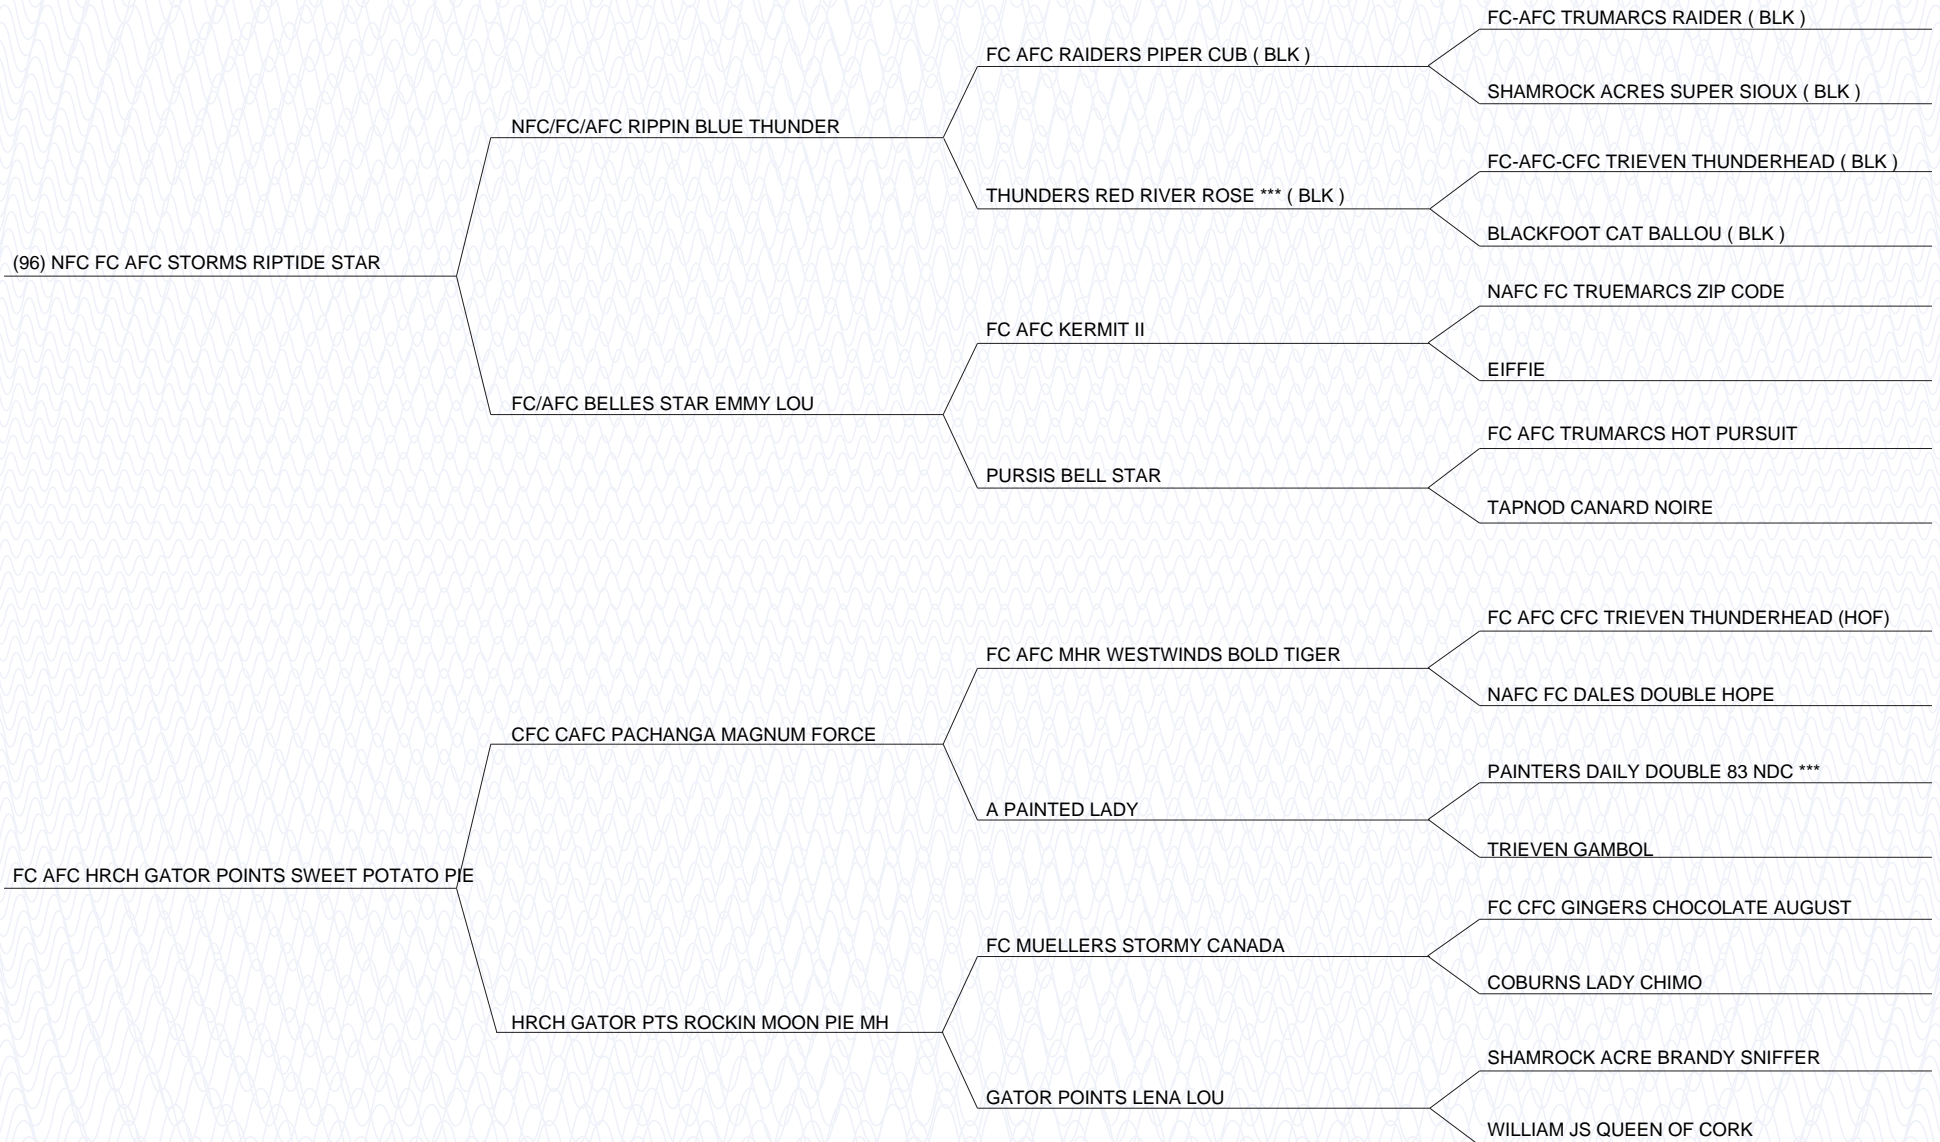 FC-AFC TRUMARCS RAIDER ( BLK )
FC AFC RAIDERS PIPER CUB ( BLK )
SHAMROCK ACRES SUPER SIOUX ( BLK )
NFC/FC/AFC RIPPIN BLUE THUNDER
FC-AFC-CFC TRIEVEN THUNDERHEAD ( BLK )
THUNDERS RED RIVER ROSE *** ( BLK )
BLACKFOOT CAT BALLOU ( BLK )
(96) NFC FC AFC STORMS RIPTIDE STAR
NAFC FC TRUEMARCS ZIP CODE
FC AFC KERMIT II
EIFFIE
FC/AFC BELLES STAR EMMY LOU
FC AFC TRUMARCS HOT PURSUIT
PURSIS BELL STAR
TAPNOD CANARD NOIRE
FC AFC CFC TRIEVEN THUNDERHEAD (HOF)
FC AFC MHR WESTWINDS BOLD TIGER
NAFC FC DALES DOUBLE HOPE
CFC CAFC PACHANGA MAGNUM FORCE
PAINTERS DAILY DOUBLE 83 NDC ***
A PAINTED LADY
TRIEVEN GAMBOL
FC AFC HRCH GATOR POINTS SWEET POTATO PIE
FC CFC GINGERS CHOCOLATE AUGUST
FC MUELLERS STORMY CANADA
COBURNS LADY CHIMO
HRCH GATOR PTS ROCKIN MOON PIE MH
SHAMROCK ACRE BRANDY SNIFFER
GATOR POINTS LENA LOU
WILLIAM JS QUEEN OF CORK